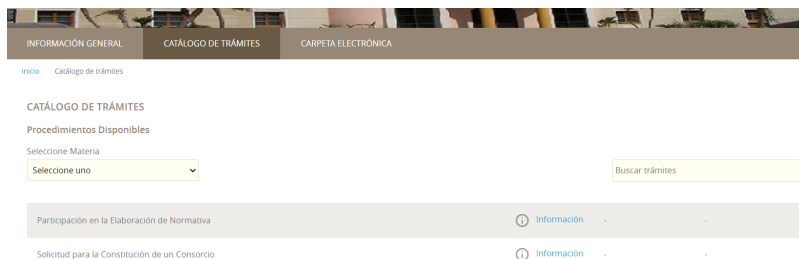 INFORMACIÓN GENERAL CATÁLOGO DE TRÁMITES CARPETA ELECTRÓNICA
Inicio Catálogo de trámites
CATÁLOGO DE TRÁMITES
Procedimientos Disponibles
Seleccione Materia
Seleccione uno Buscar trámites
Participación en la Elaboración de Normativa Información - -
Solicitud para la Constitución de un Consorcio Información - -